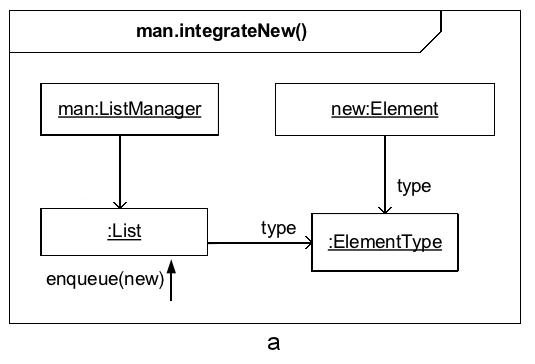 man.integrateNew()
man:ListManager
new:Element
type
:List
type
:ElementType
enqueue(new)
a